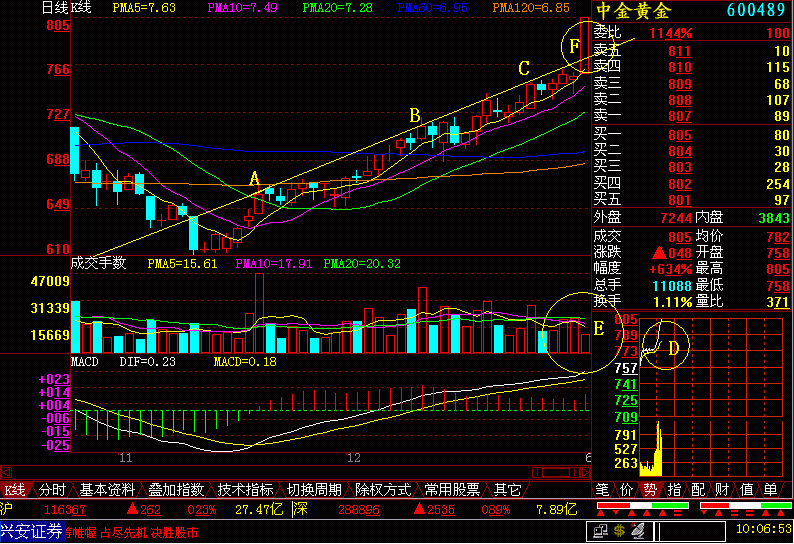 日线K线 PMA5=7.63 PMA10=7.49 PMA20=7.28 PMA60=6.95 PMA120=6.85
中金黄金 600489
805
766
727
688
649
610
A
B
C
F
委比 1144% 100
卖五 811 10
卖四 810 115
卖三 809 68
卖二 808 107
卖一 807 89
买一 805 80
买二 804 30
买三 803 28
买四 802 254
买五 801 97
外盘 7244 内盘 3843
成交 805 均价 782
涨跌 ▲048 开盘 758
幅度 +634% 最高 805
总手 11088 最低 758
换手 1.11% 量比 371
成交手数 PMA5=15.61 PMA10=17.91 PMA20=20.32
47009
31339
15669
E
MACD DIF=0.23 MACD=0.18
+023
+014
+004
-006
-015
-025
11 12 6
805
789
773
757
741
725
709
D
791
527
263
K线 分时 基本资料 叠加指数 技术指标 切换周期 除权方式 常用股票 其它
笔 价 势 指 配 财 值 单
沪 116367 ▲262 023% 27.47亿 深 288896 ▲2535 089% 7.89亿
兴安证券 帷幄 占尽先机 决胜股市
10:06:53